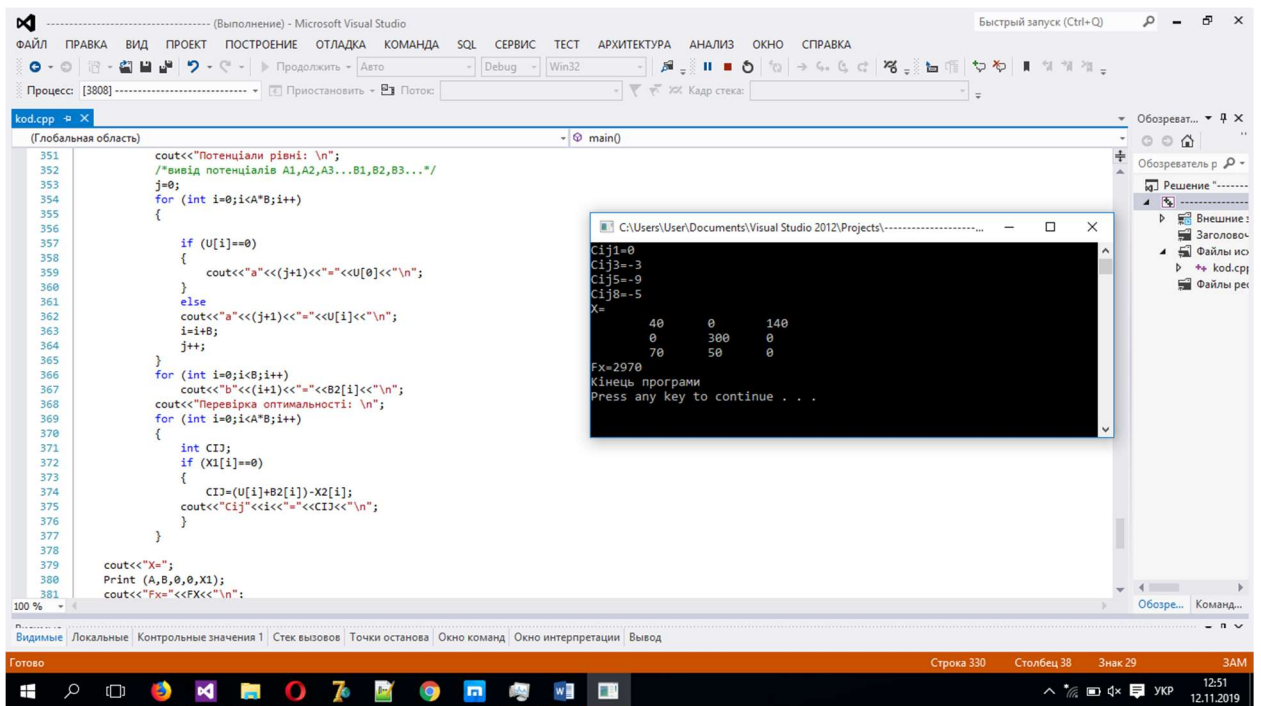 ------------------------------------ (Выполнение) - Microsoft Visual Studio
Быстрый запуск (Ctrl+Q)
ФАЙЛ ПРАВКА ВИД ПРОЕКТ ПОСТРОЕНИЕ ОТЛАДКА КОМАНДА SQL СЕРВИС ТЕСТ АРХИТЕКТУРА АНАЛИЗ ОКНО СПРАВКА
Продолжить Авто Debug Win32
Процесс: [3808] ----------------------------- Приостановить Поток: Кадр стека:
kod.cpp
(Глобальная область) main()
351 cout<<"Потенціали рівні: \n";
352 /*вивід потенціалів A1,A2,A3...B1,B2,B3...*/
353 j=0;
354 for (int i=0;i<A*B;i++)
355 {
356
357 if (U[i]==0)
358 {
359 cout<<"a"<<(j+1)<<"="<<U[0]<<"\n";
360 }
361 else
362 cout<<"a"<<(j+1)<<"="<<U[i]<<"\n";
363 i=i+B;
364 j++;
365 }
366 for (int i=0;i<B;i++)
367 cout<<"b"<<(i+1)<<"="<<B2[i]<<"\n";
368 cout<<"Перевірка оптимальності: \n";
369 for (int i=0;i<A*B;i++)
370 {
371 int CIJ;
372 if (X1[i]==0)
373 {
374 CIJ=(U[i]+B2[i])-X2[i];
375 cout<<"Cij"<<i<<"="<<CIJ<<"\n";
376 }
377 }
378
379 cout<<"X=";
380 Print (A,B,0,0,X1);
381 cout<<"Fx="<<FX<<"\n";
100 %
C:\Users\User\Documents\Visual Studio 2012\Projects\--------------------...
Cij1=0
Cij3=-3
Cij5=-9
Cij8=-5
X=
40 0 140
0 300 0
70 50 0
Fx=2970
Кінець програми
Press any key to continue . . .
Обозреват...
Обозреватель р
Решение "-------
---------------
Внешние
Заголовоч
Файлы исх
kod.cpp
Файлы рес
Обозре... Команд...
Видимые Локальные Контрольные значения 1 Стек вызовов Точки останова Окно команд Окно интерпретации Вывод
Готово Строка 330 Столбец 38 Знак 29 ЗАМ
УКР 12:51
12.11.2019